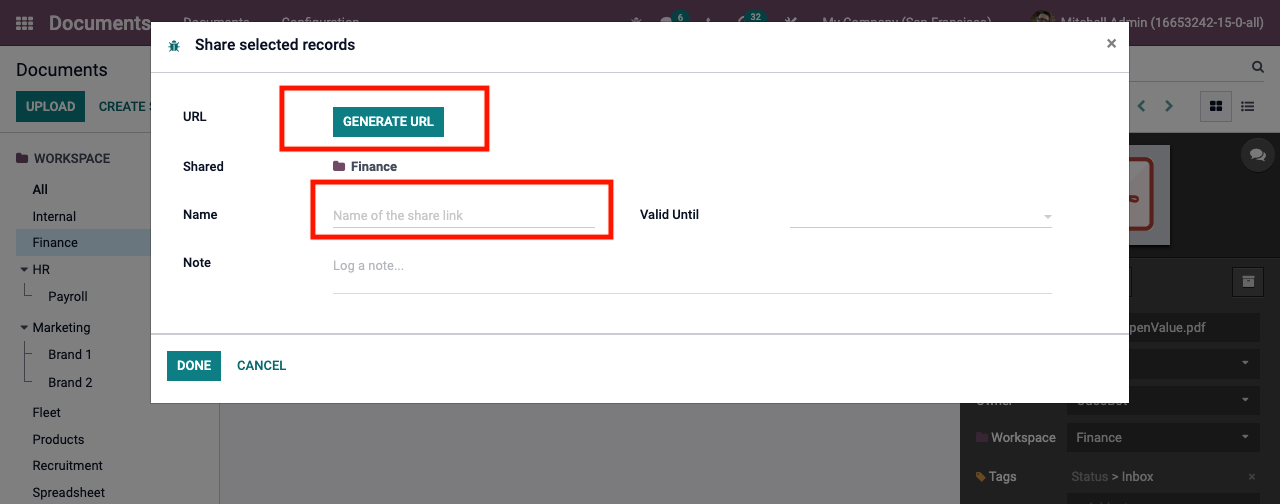 Documents Documents Configuration 6 32 My Company (San Francisco) Mitchell Admin (16653242-15-0-all)
Share selected records ×
Documents
UPLOAD CREATE S
URL GENERATE URL
WORKSPACE
Shared Finance
All
Internal
Name Name of the share link Valid Until
Finance
HR
Note Log a note...
Payroll
Marketing
penValue.pdf
Brand 1
DONE CANCEL
Brand 2
Fleet
Products
Workspace Finance
Recruitment
Tags Status > Inbox ×
Spreadsheet